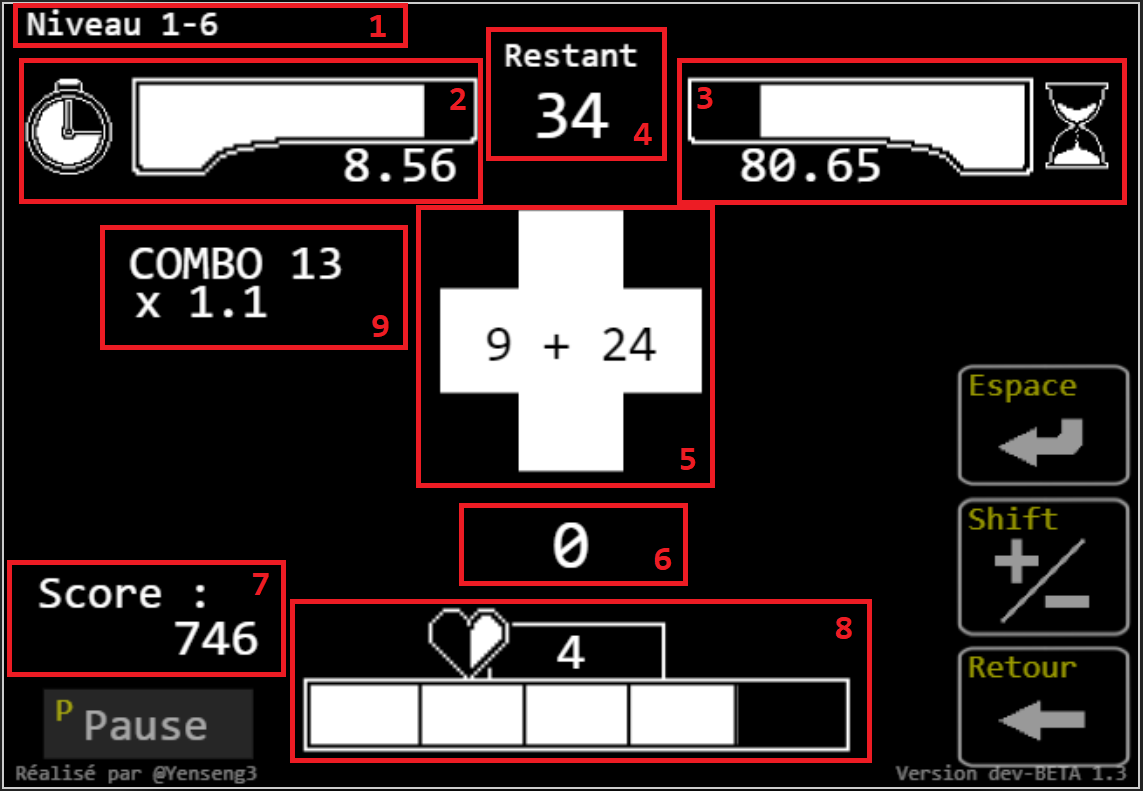 Niveau 1-6 1
Restant
34 4
2
8.56
3
80.65
COMBO 13
x 1.1
9
9 + 24
5
Espace
0 6
Shift
+/-
Score : 7
746
4 8
Retour
P Pause
Réalisé par @Yenseng3
Version dev-BETA 1.3